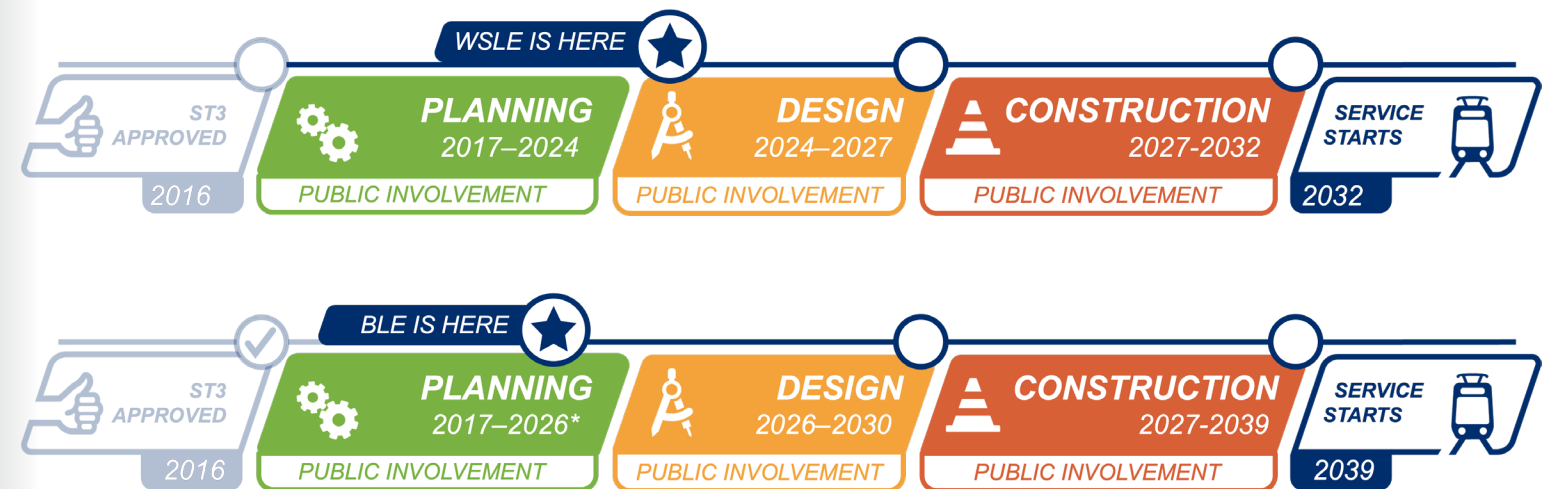 WSLE IS HERE
ST3
APPROVED
2016
PLANNING
2017–2024
PUBLIC INVOLVEMENT
DESIGN
2024–2027
PUBLIC INVOLVEMENT
CONSTRUCTION
2027-2032
PUBLIC INVOLVEMENT
SERVICE
STARTS
2032
BLE IS HERE
ST3
APPROVED
2016
PLANNING
2017–2026*
PUBLIC INVOLVEMENT
DESIGN
2026–2030
PUBLIC INVOLVEMENT
CONSTRUCTION
2027-2039
PUBLIC INVOLVEMENT
SERVICE
STARTS
2039